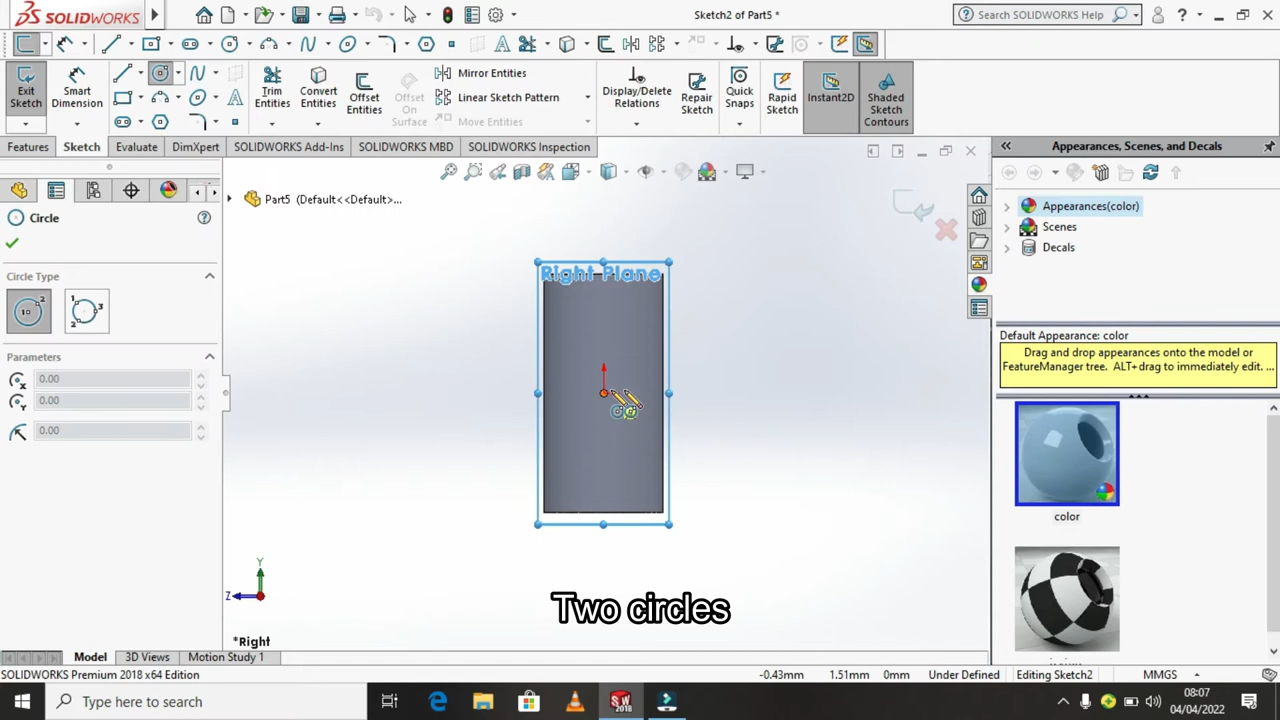 SOLIDWORKS
Sketch2 of Part5 *
Search SOLIDWORKS Help
Exit Sketch
Smart Dimension
Trim Entities
Convert Entities
Offset Entities
Offset On Surface
Mirror Entities
Linear Sketch Pattern
Move Entities
Display/Delete Relations
Repair Sketch
Quick Snaps
Rapid Sketch
Instant2D
Shaded Sketch Contours
Features
Sketch
Evaluate
DimXpert
SOLIDWORKS Add-Ins
SOLIDWORKS MBD
SOLIDWORKS Inspection
Circle
Circle Type
Parameters
0.00
0.00
0.00
Part5 (Default<<Default>...
Right Plane
Y
Z
*Right
Two circles
Appearances, Scenes, and Decals
Appearances(color)
Scenes
Decals
Default Appearance: color
Drag and drop appearances onto the model or
FeatureManager tree. ALT+drag to immediately edit. ...
color
Model
3D Views
Motion Study 1
SOLIDWORKS Premium 2018 x64 Edition
-0.43mm
1.51mm
0mm
Under Defined
Editing Sketch2
MMGS
Type here to search
08:07
04/04/2022